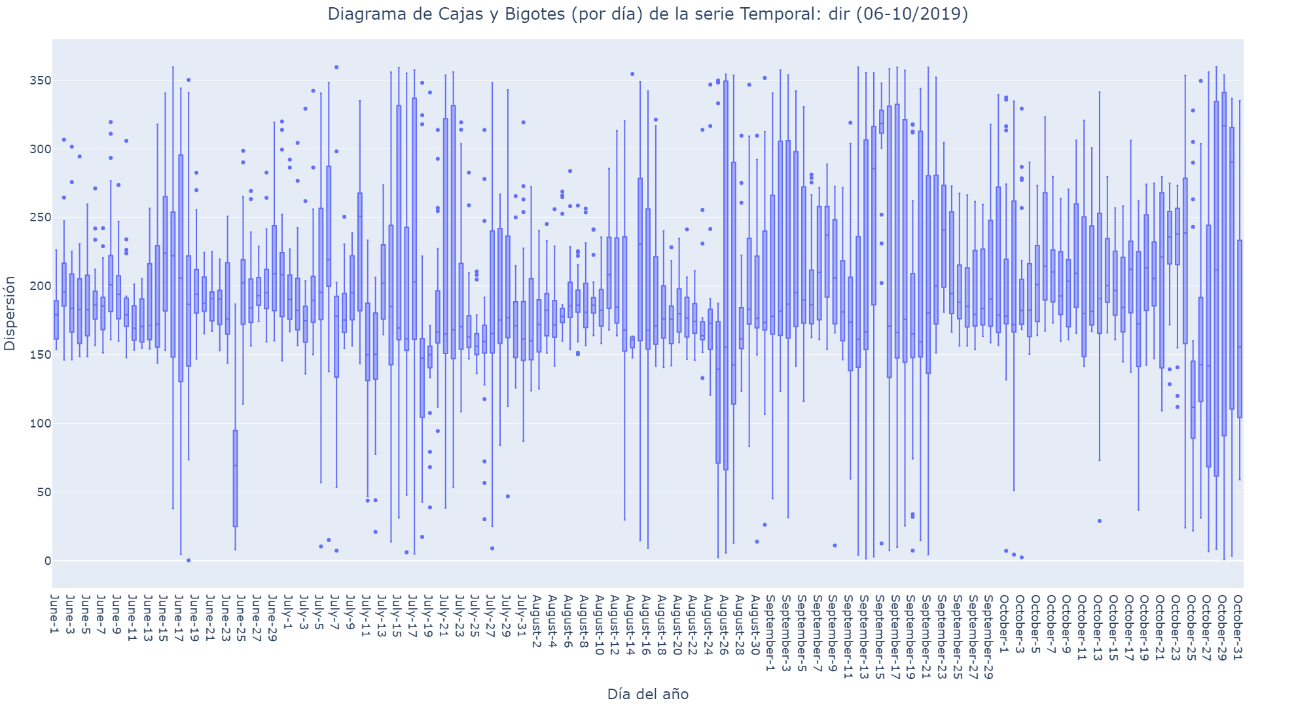 Diagrama de Cajas y Bigotes (por día) de la serie Temporal: dir (06-10/2019)
Dispersión
350
300
250
200
150
100
50
0
June-1
June-3
June-5
June-7
June-9
June-11
June-13
June-15
June-17
June-19
June-21
June-23
June-25
June-27
June-29
July-1
July-3
July-5
July-7
July-9
July-11
July-13
July-15
July-17
July-19
July-21
July-23
July-25
July-27
July-29
July-31
August-2
August-4
August-6
August-8
August-10
August-12
August-14
August-16
August-18
August-20
August-22
August-24
August-26
August-28
August-30
September-1
September-3
September-5
September-7
September-9
September-11
September-13
September-15
September-17
September-19
September-21
September-23
September-25
September-27
September-29
October-1
October-3
October-5
October-7
October-9
October-11
October-13
October-15
October-17
October-19
October-21
October-23
October-25
October-27
October-29
October-31
Día del año